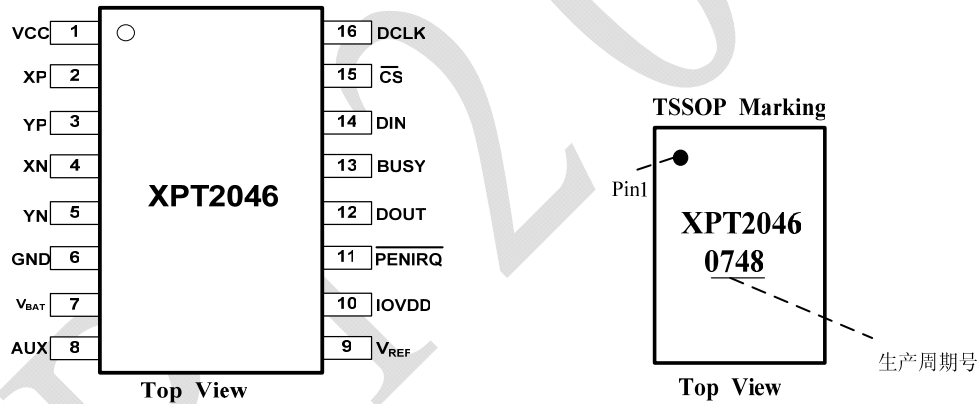 VCC 1
XP 2
YP 3
XN 4
YN 5
GND 6
VBAT 7
AUX 8
XPT2046
16 DCLK
15 CS
14 DIN
13 BUSY
12 DOUT
11 PENIRQ
10 IOVDD
9 VREF
Top View
TSSOP Marking
Pin1
XPT2046
0748
生产周期号
Top View